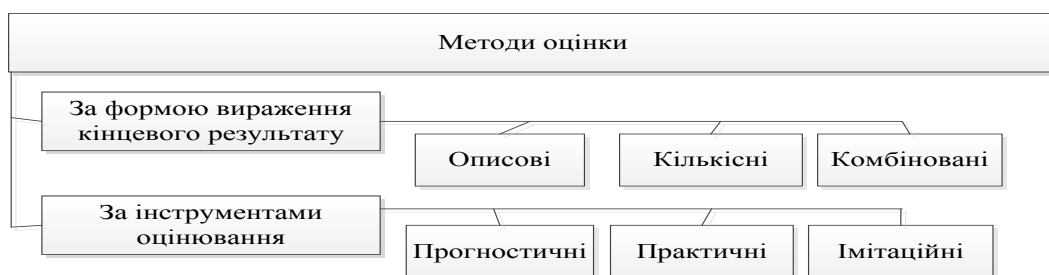 Методи оцінки
За формою вираження
кінцевого результату
Описові
Кількісні
Комбіновані
За інструментами
оцінювання
Прогностичні
Практичні
Імітаційні